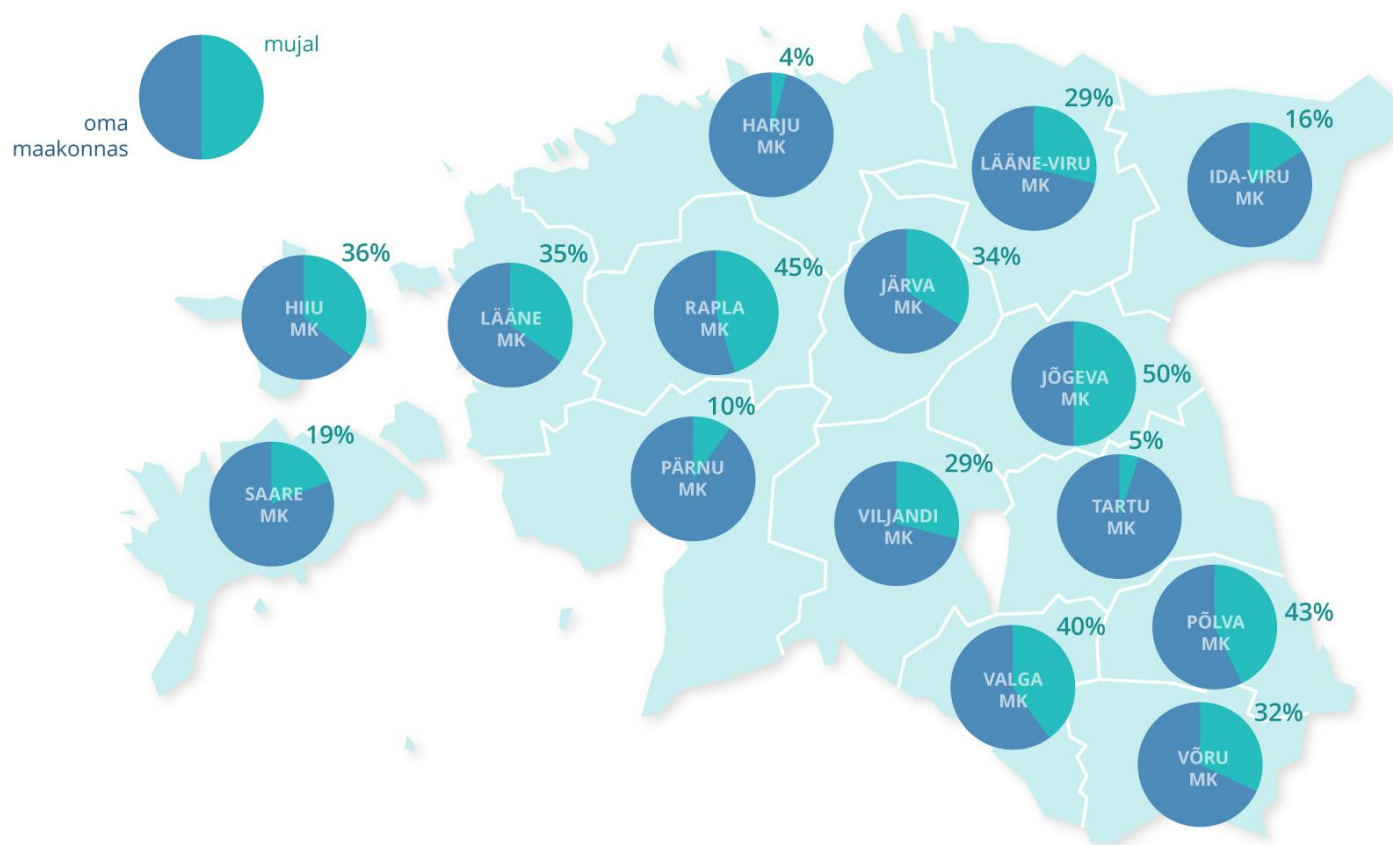 mujal
oma
maakonnas
4%
HARJU
MK
29%
LÄÄNE-VIRU
MK
16%
IDA-VIRU
MK
36%
HIIU
MK
35%
LÄÄNE
MK
45%
RAPLA
MK
34%
JÄRVA
MK
50%
JÕGEVA
MK
19%
SAARE
MK
10%
PÄRNU
MK
29%
VILJANDI
MK
5%
TARTU
MK
40%
VALGA
MK
43%
PÕLVA
MK
32%
VÕRU
MK